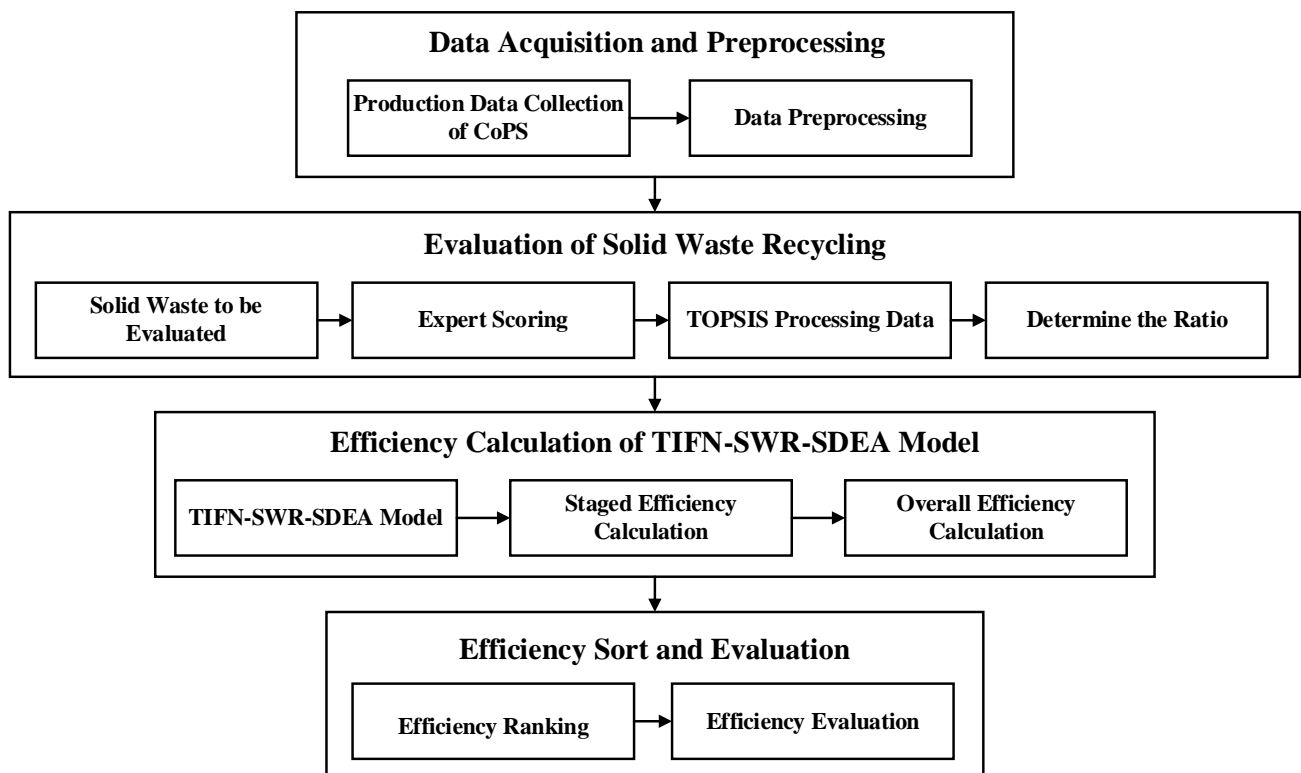 Data Acquisition and Preprocessing
Production Data Collection
of CoPS
Data Preprocessing
Evaluation of Solid Waste Recycling
Solid Waste to be
Evaluated
Expert Scoring
TOPSIS Processing Data
Determine the Ratio
Efficiency Calculation of TIFN-SWR-SDEA Model
TIFN-SWR-SDEA Model
Staged Efficiency
Calculation
Overall Efficiency
Calculation
Efficiency Sort and Evaluation
Efficiency Ranking
Efficiency Evaluation